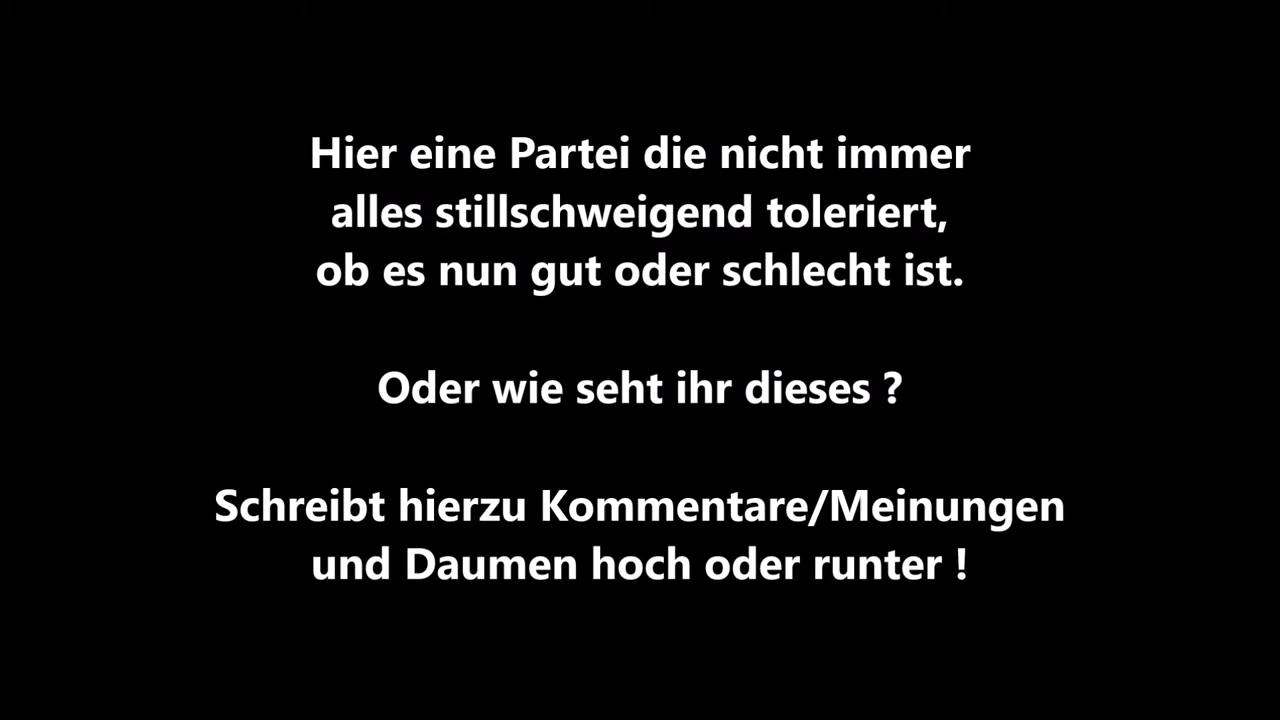 Hier eine Partei die nicht immer
alles stillschweigend toleriert,
ob es nun gut oder schlecht ist.
Oder wie seht ihr dieses ?
Schreibt hierzu Kommentare/Meinungen
und Daumen hoch oder runter !